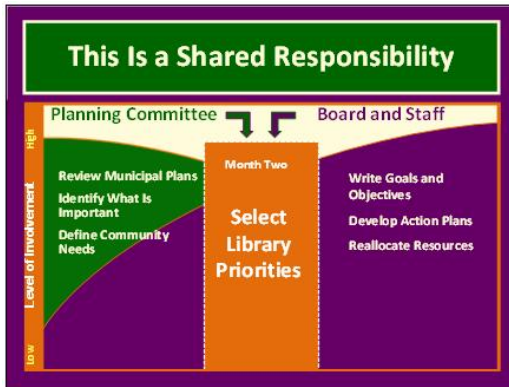 This Is a Shared Responsibility
Planning Committee
Board and Staff
High
Level of Involvement
Low
Review Municipal Plans
Identify What Is
Important
Define Community
Needs
Month Two
Select
Library
Priorities
Write Goals and
Objectives
Develop Action Plans
Reallocate Resources